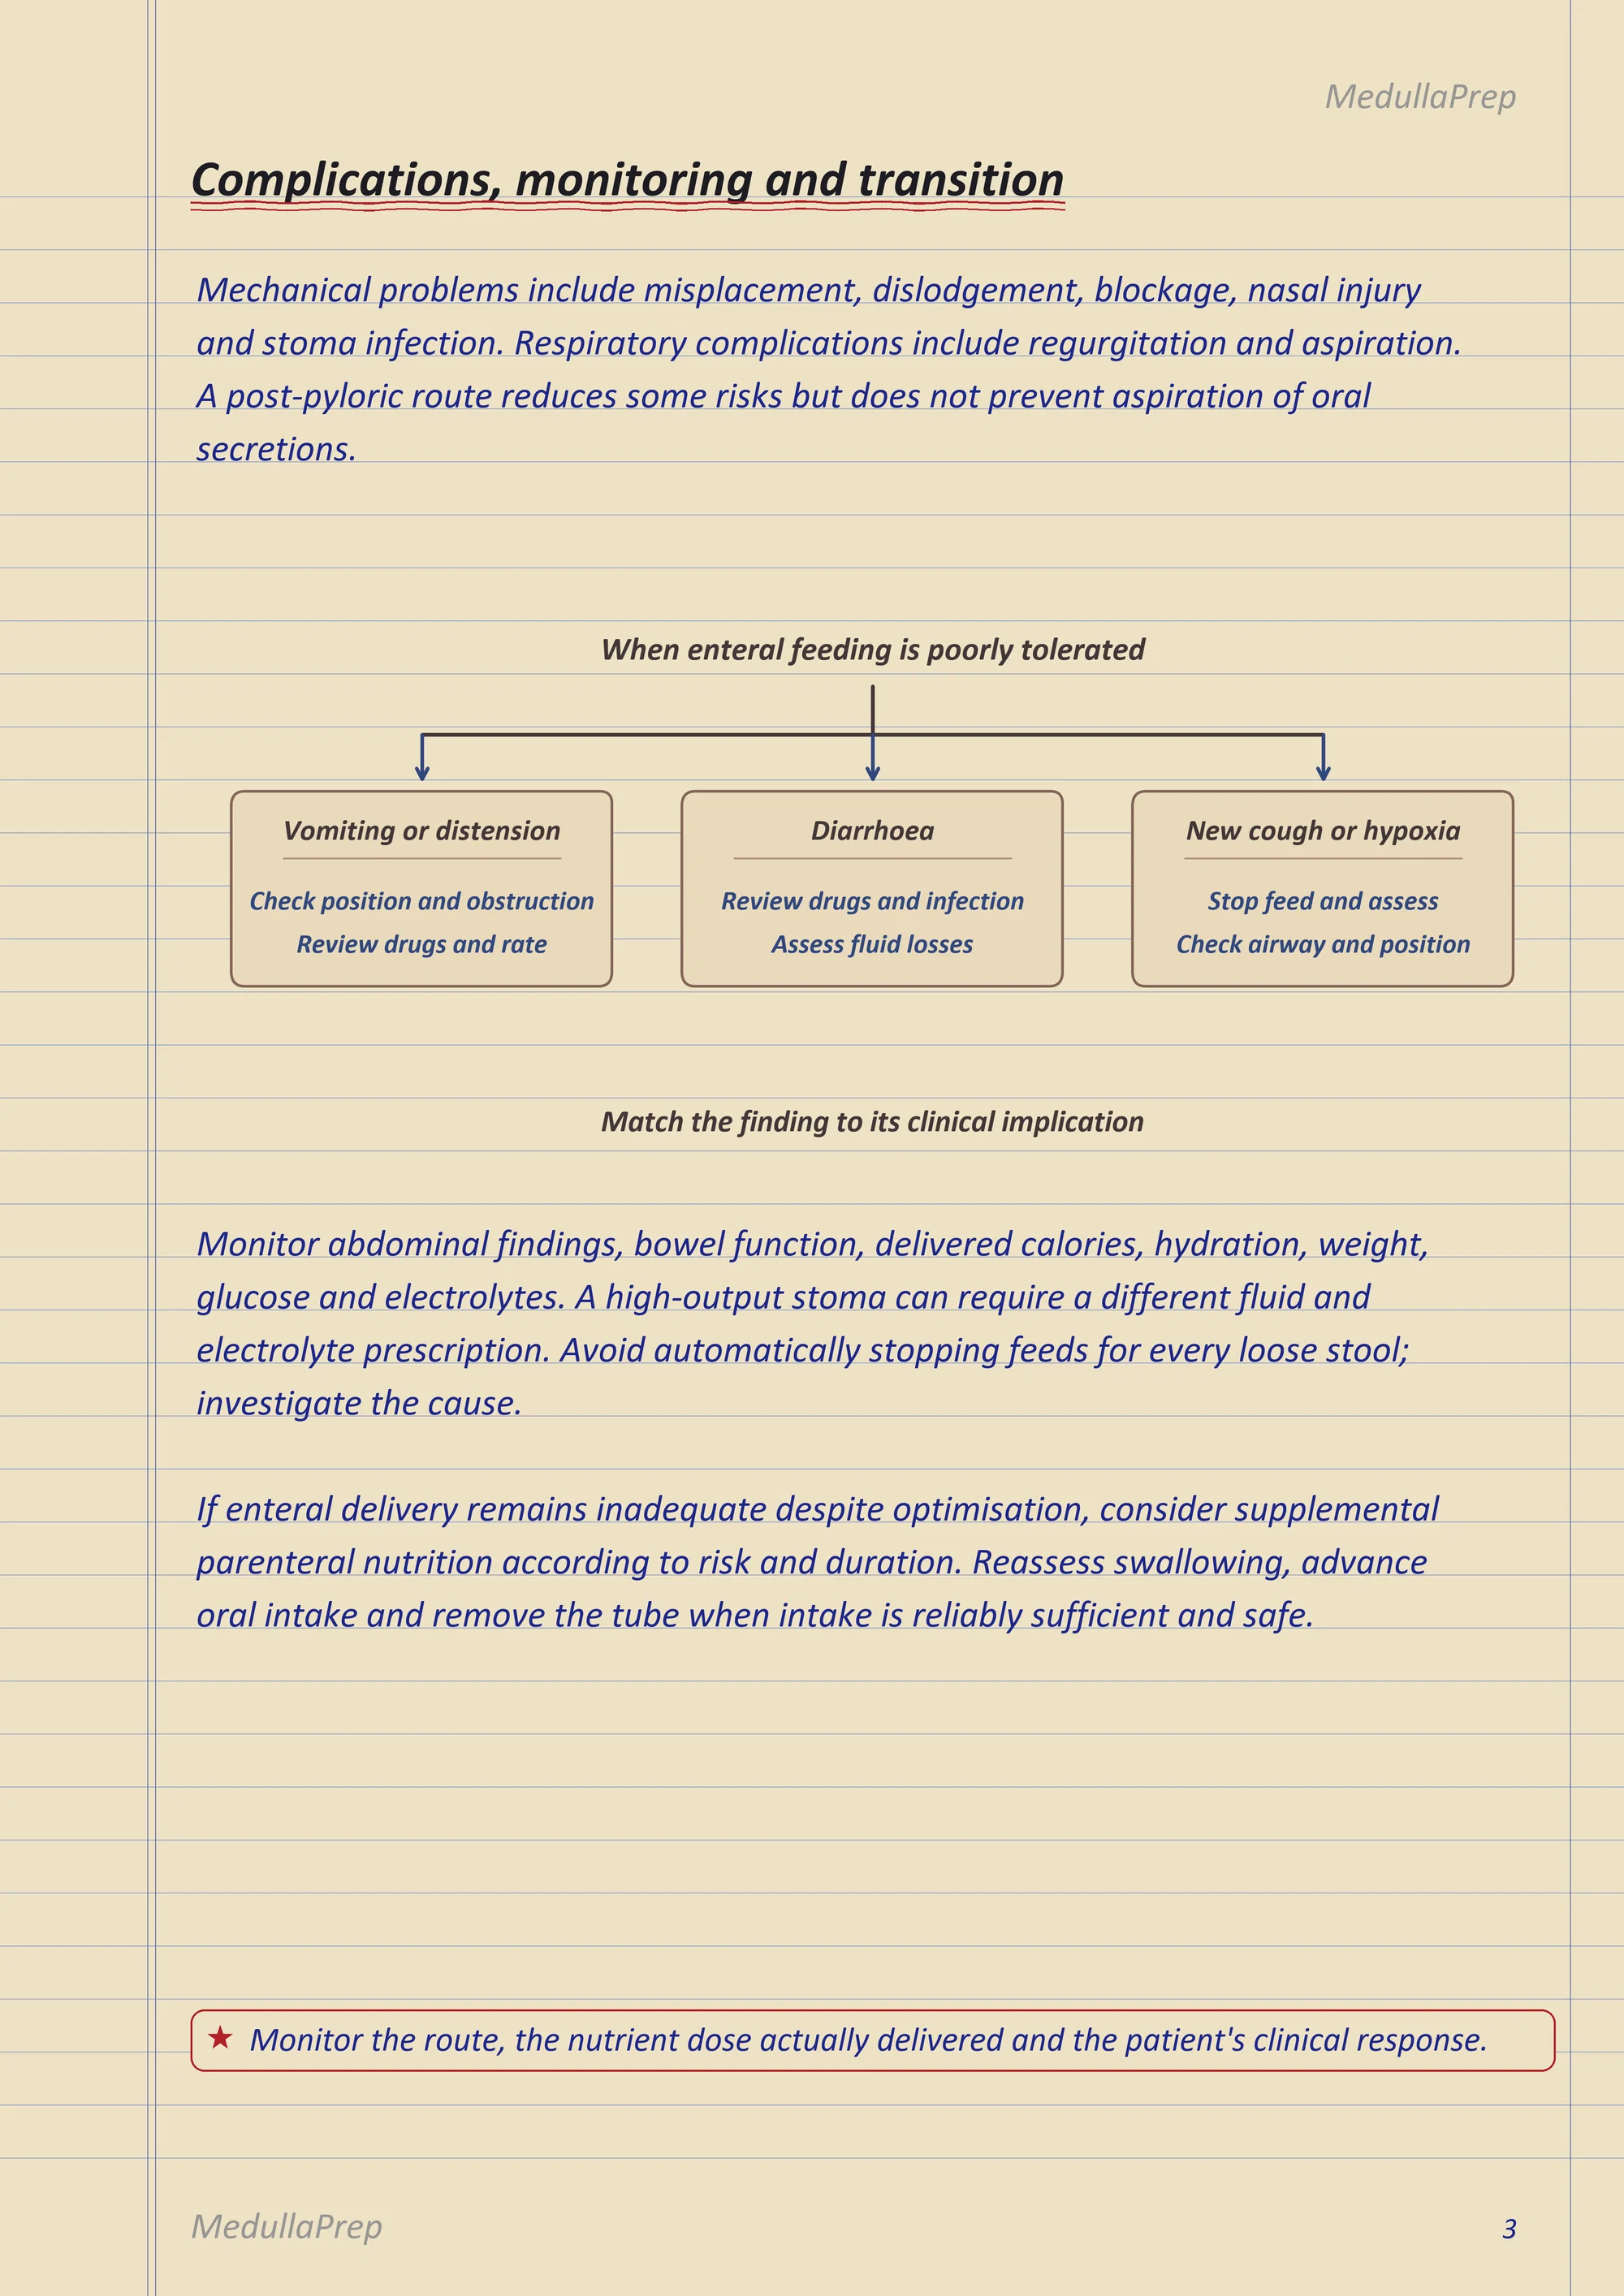 MedullaPrep
Complications, monitoring and transition
Mechanical problems include misplacement, dislodgement, blockage, nasal injury
and stoma infection. Respiratory complications include regurgitation and aspiration.
A post-pyloric route reduces some risks but does not prevent aspiration of oral
secretions.
When enteral feeding is poorly tolerated
Vomiting or distension
Check position and obstruction
Review drugs and rate
Diarrhoea
Review drugs and infection
Assess fluid losses
New cough or hypoxia
Stop feed and assess
Check airway and position
Match the finding to its clinical implication
Monitor abdominal findings, bowel function, delivered calories, hydration, weight,
glucose and electrolytes. A high-output stoma can require a different fluid and
electrolyte prescription. Avoid automatically stopping feeds for every loose stool;
investigate the cause.
If enteral delivery remains inadequate despite optimisation, consider supplemental
parenteral nutrition according to risk and duration. Reassess swallowing, advance
oral intake and remove the tube when intake is reliably sufficient and safe.
★ Monitor the route, the nutrient dose actually delivered and the patient's clinical response.
MedullaPrep
3